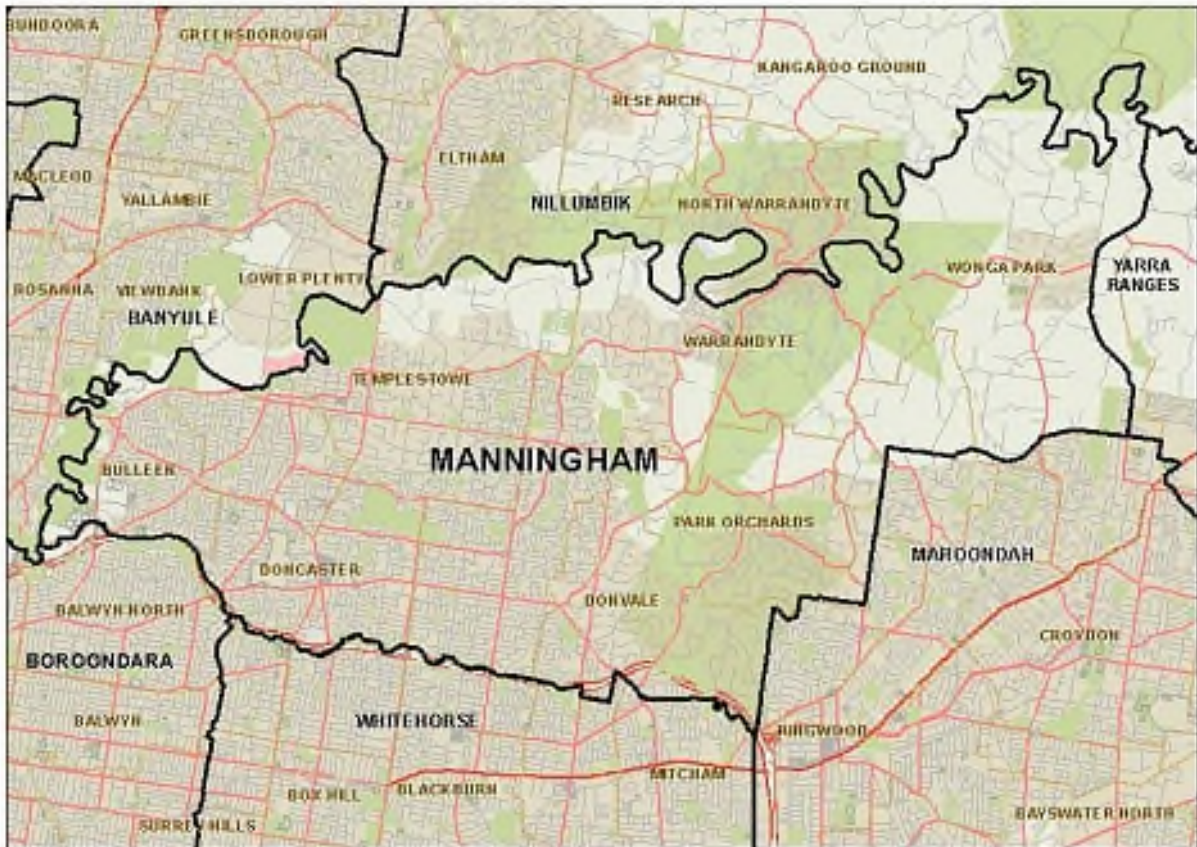 BUNDOORA
GREENSBOROUGH
KANGAROO GROUND
RESEARCH
ELTHAM
MACLEOD
YALLAMBIE
NILLUMBIK
NORTH WARRANDYTE
WONGA PARK
YARRA
RANGES
LOWER PLENTY
ROSANNA
VIEWBANK
BANYULE
WARRANDYTE
TEMPLESTOWE
MANNINGHAM
BULLEEN
PARK ORCHARDS
MAROONDAH
DONCASTER
DONVALE
BALWYN NORTH
CROYDON
BOROONDARA
BALWYN
WHITEHORSE
RINGWOOD
MITCHAM
BLACKBURN
BOX HILL
SURREY HILLS
BAYSWATER NORTH